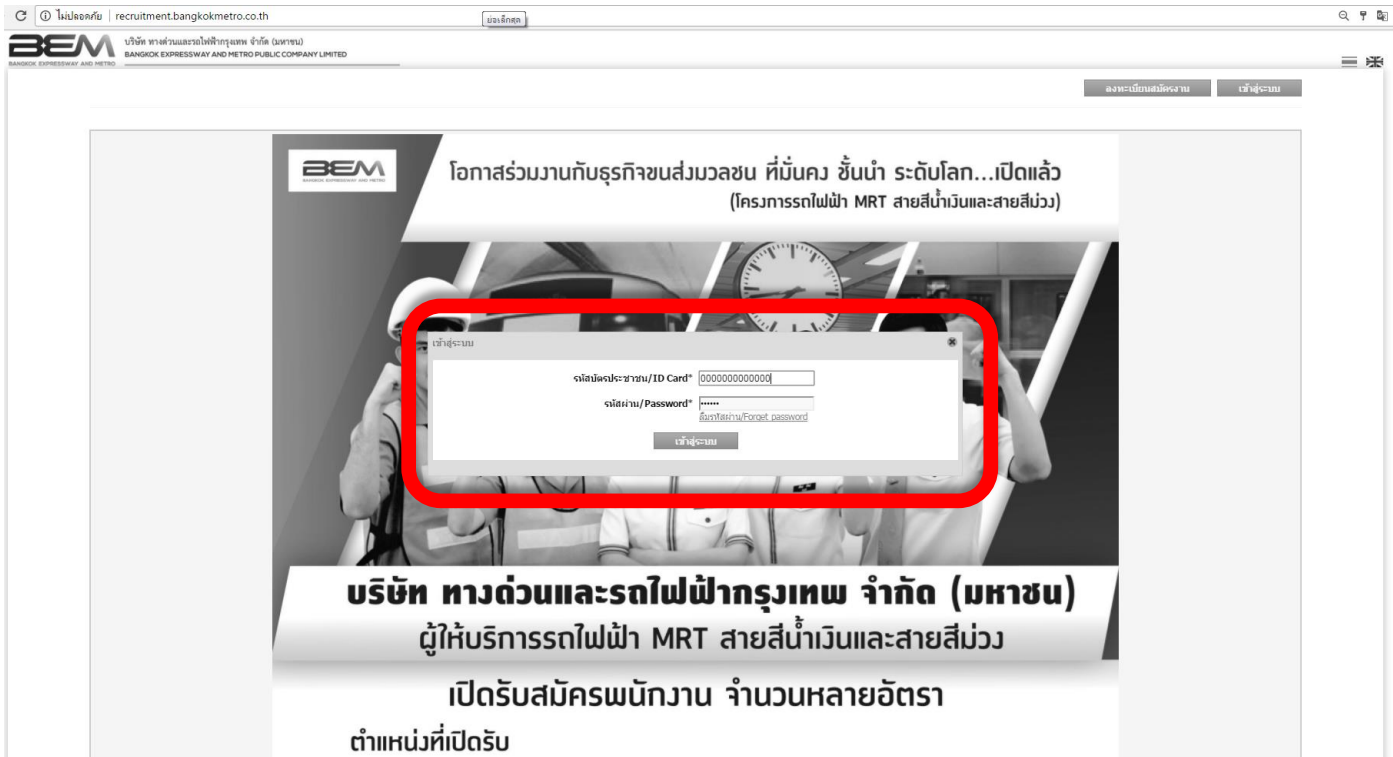 ไม่ปลอดภัย | recruitment.bangkokmetro.co.th
ย่อเล็กสุด
BEM
BANGKOK EXPRESSWAY AND METRO
บริษัท ทางด่วนและรถไฟฟ้ากรุงเทพ จำกัด (มหาชน)
BANGKOK EXPRESSWAY AND METRO PUBLIC COMPANY LIMITED
ลงทะเบียนสมัครงาน
เข้าสู่ระบบ
BEM
BANGKOK EXPRESSWAY AND METRO
โอกาสร่วมงานกับธุรกิจขนส่งมวลชน ที่มั่นคง ชั้นนำ ระดับโลก...เปิดแล้ว
(โครงการรถไฟฟ้า MRT สายสีน้ำเงินและสายสีม่วง)
เข้าสู่ระบบ
รหัสบัตรประชาชน/ID Card* 0000000000000
รหัสผ่าน/Password* ••••••
ลืมรหัสผ่าน/Forget password
เข้าสู่ระบบ
บริษัท ทางด่วนและรถไฟฟ้ากรุงเทพ จำกัด (มหาชน)
ผู้ให้บริการรถไฟฟ้า MRT สายสีน้ำเงินและสายสีม่วง
เปิดรับสมัครพนักงาน จำนวนหลายอัตรา
ตำแหน่งที่เปิดรับ